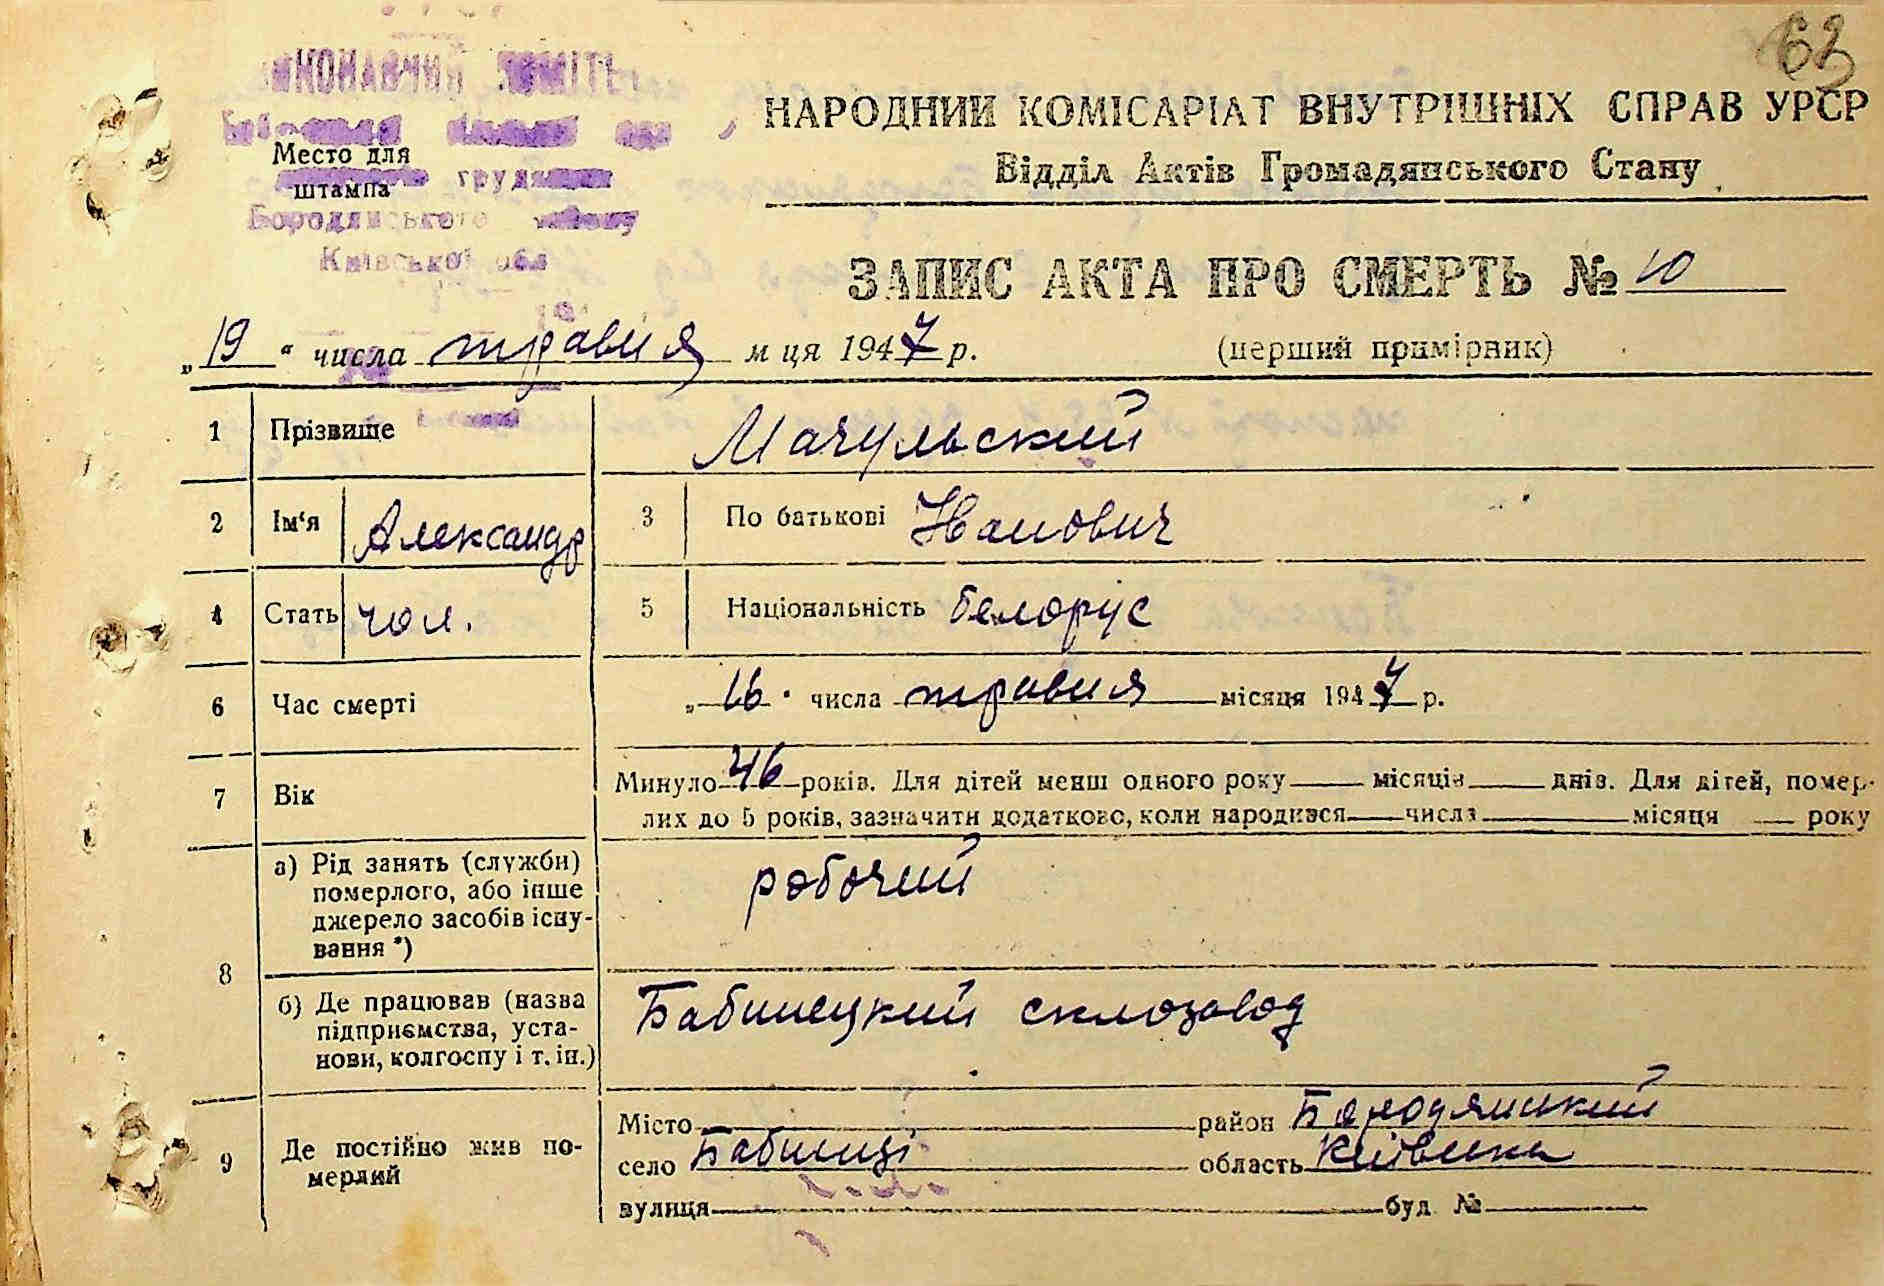 63
ВИКОНАВЧИЙ КОМІТЕТ
Место для
штампа
трудящих
Бородянського району
Київської обл
НАРОДНИЙ КОМІСАРІАТ ВНУТРІШНІХ СПРАВ УРСР
Відділ Актів Громадянського Стану
ЗАПИС АКТА ПРО СМЕРТЬ № 10
„19“ числа травня м ця 1947 р.
(перший примірник)
1 Прізвище Мачульский
2 Ім'я Александр 3 По батькові Иванович
4 Стать чол. 5 Національність белорус
6 Час смерті „16" числа травня місяця 1947 р.
7 Вік Минуло 46 років. Для дітей менш одного року місяців днів. Для дітей, помер-
лих до 5 років, зазначити додатково, коли народився числа місяця року
8 а) Рід занять (служби)
померлого, або інше
джерело засобів існу-
вання *)
робочий
б) Де працював (назва
підприємства, уста-
нови, колгоспу і т. ін.)
Бабинецкий склозавод
9 Де постійно жив по-
мерлий
Місто район Бородянский
село Бабинці область Київська
вулиця буд. №